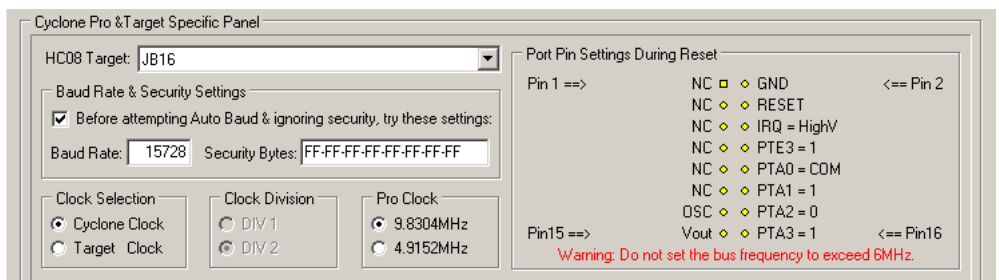 Cyclone Pro &Target Specific Panel
HC08 Target: JB16
Baud Rate & Security Settings
Before attempting Auto Baud & ignoring security, try these settings:
Baud Rate: 15728 Security Bytes: FF-FF-FF-FF-FF-FF-FF-FF
Clock Selection
Cyclone Clock
Target Clock
Clock Division
DIV 1
DIV 2
Pro Clock
9.8304MHz
4.9152MHz
Port Pin Settings During Reset
Pin 1 ==> NC GND <== Pin 2
NC RESET
NC IRQ = HighV
NC PTE3 = 1
NC PTA0 = COM
NC PTA1 = 1
OSC PTA2 = 0
Pin15 ==> Vout PTA3 = 1 <== Pin16
Warning: Do not set the bus frequency to exceed 6MHz.